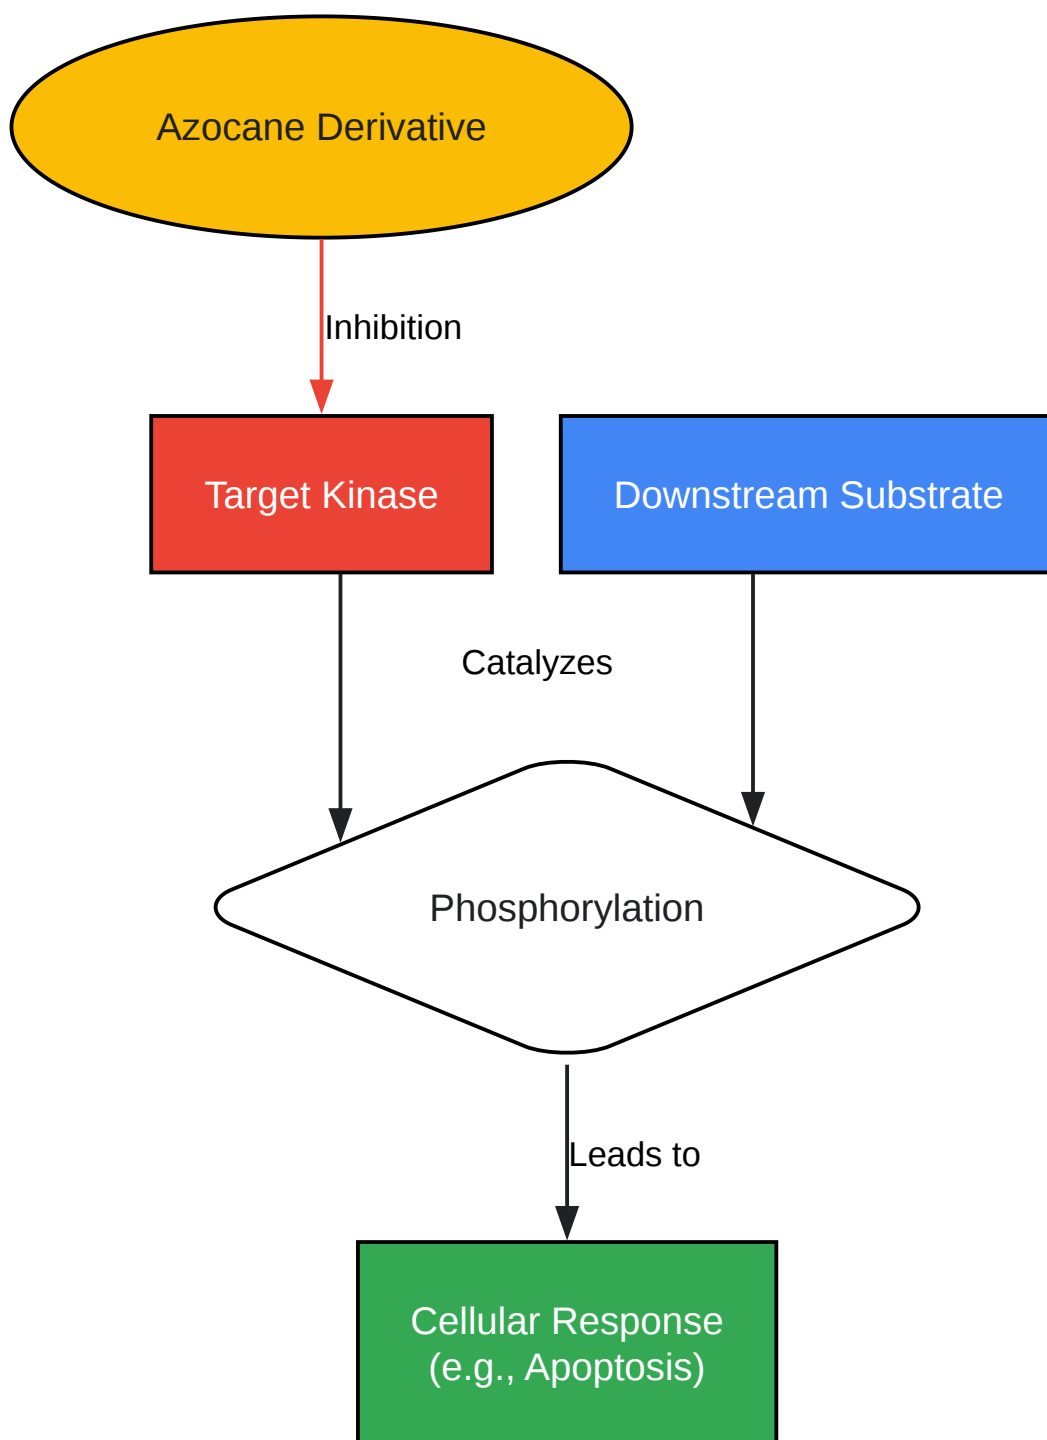 Azocane Derivative
Inhibition
Target Kinase
Downstream Substrate
Catalyzes
Phosphorylation
Leads to
Cellular Response
(e.g., Apoptosis)